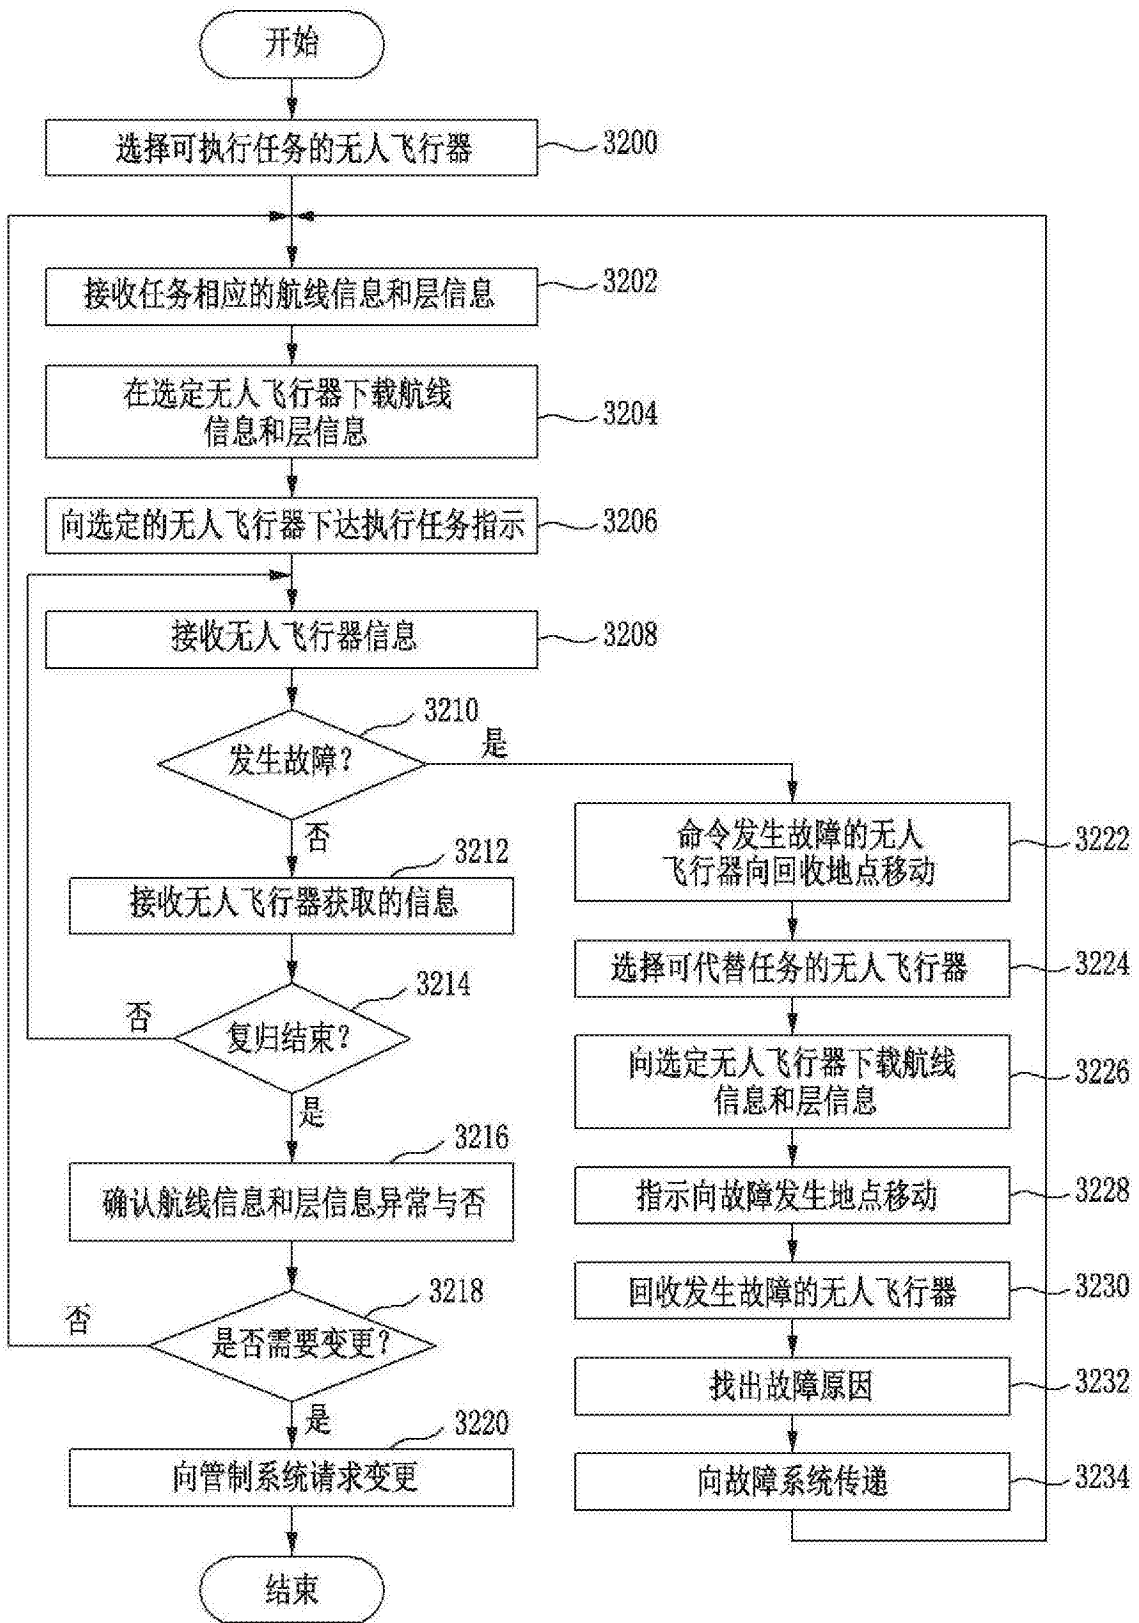 开始
选择可执行任务的无人飞行器
3200
接收任务相应的航线信息和层信息
3202
在选定无人飞行器下载航线
信息和层信息
3204
向选定的无人飞行器下达执行任务指示
3206
接收无人飞行器信息
3208
3210
发生故障?
是
否
3212
接收无人飞行器获取的信息
3214
复归结束?
否
是
3216
确认航线信息和层信息异常与否
3218
是否需要变更?
否
是
3220
向管制系统请求变更
结束
命令发生故障的无人
飞行器向回收地点移动
3222
选择可代替任务的无人飞行器
3224
向选定无人飞行器下载航线
信息和层信息
3226
指示向故障发生地点移动
3228
回收发生故障的无人飞行器
3230
找出故障原因
3232
向故障系统传递
3234